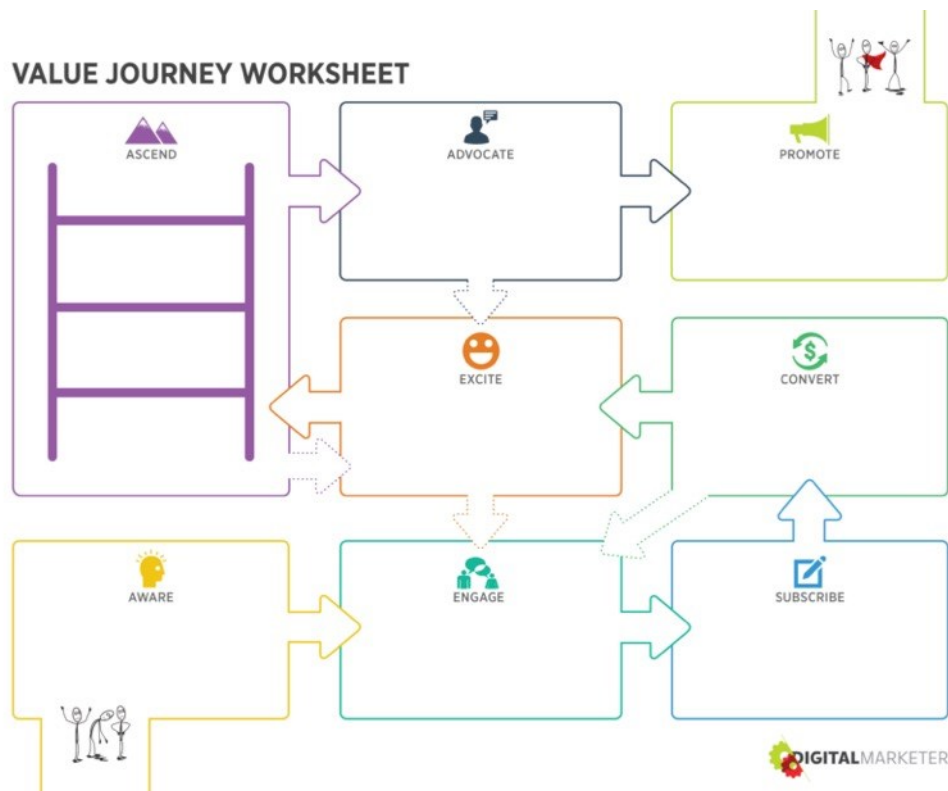 VALUE JOURNEY WORKSHEET
ASCEND
ADVOCATE
PROMOTE
EXCITE
$
CONVERT
AWARE
ENGAGE
SUBSCRIBE
DIGITALMARKETER